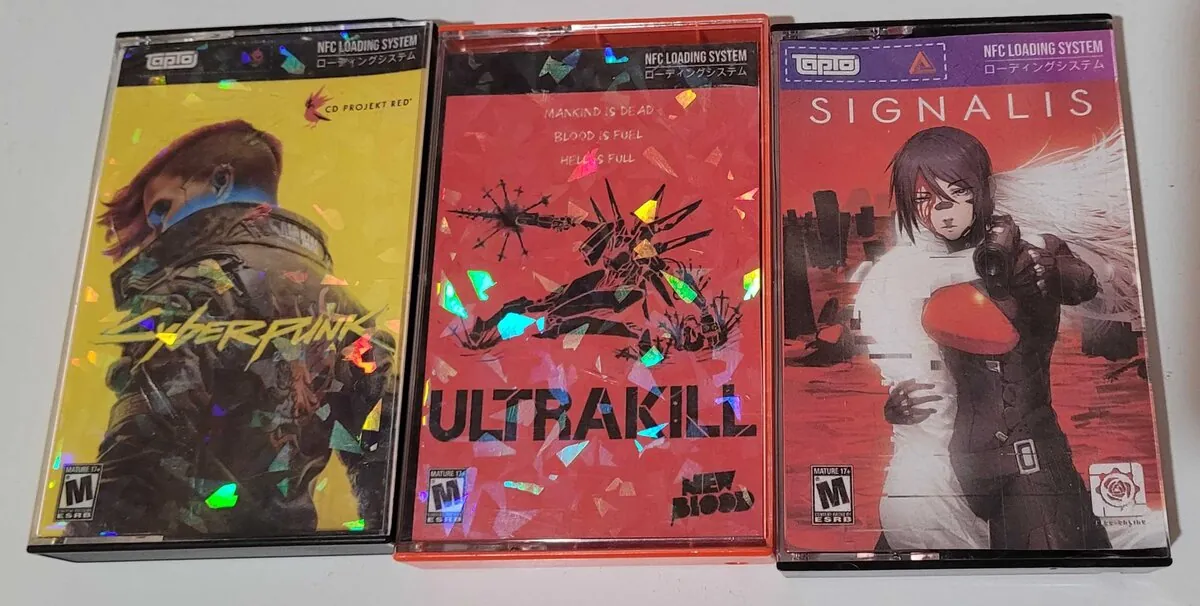 TAPTO
NFC LOADING SYSTEM
ローディングシステム
CD PROJEKT RED
CYBERPUNK
MATURE 17+
M
ESRB
NFC LOADING SYSTEM
ローディングシステム
MANKIND IS DEAD
BLOOD IS FUEL
HELL IS FULL
ULTRAKILL
MATURE 17+
M
ESRB
NEW
BLOOD
TAPTO
NFC LOADING SYSTEM
ローディングシステム
SIGNALIS
MATURE 17+
M
ESRB